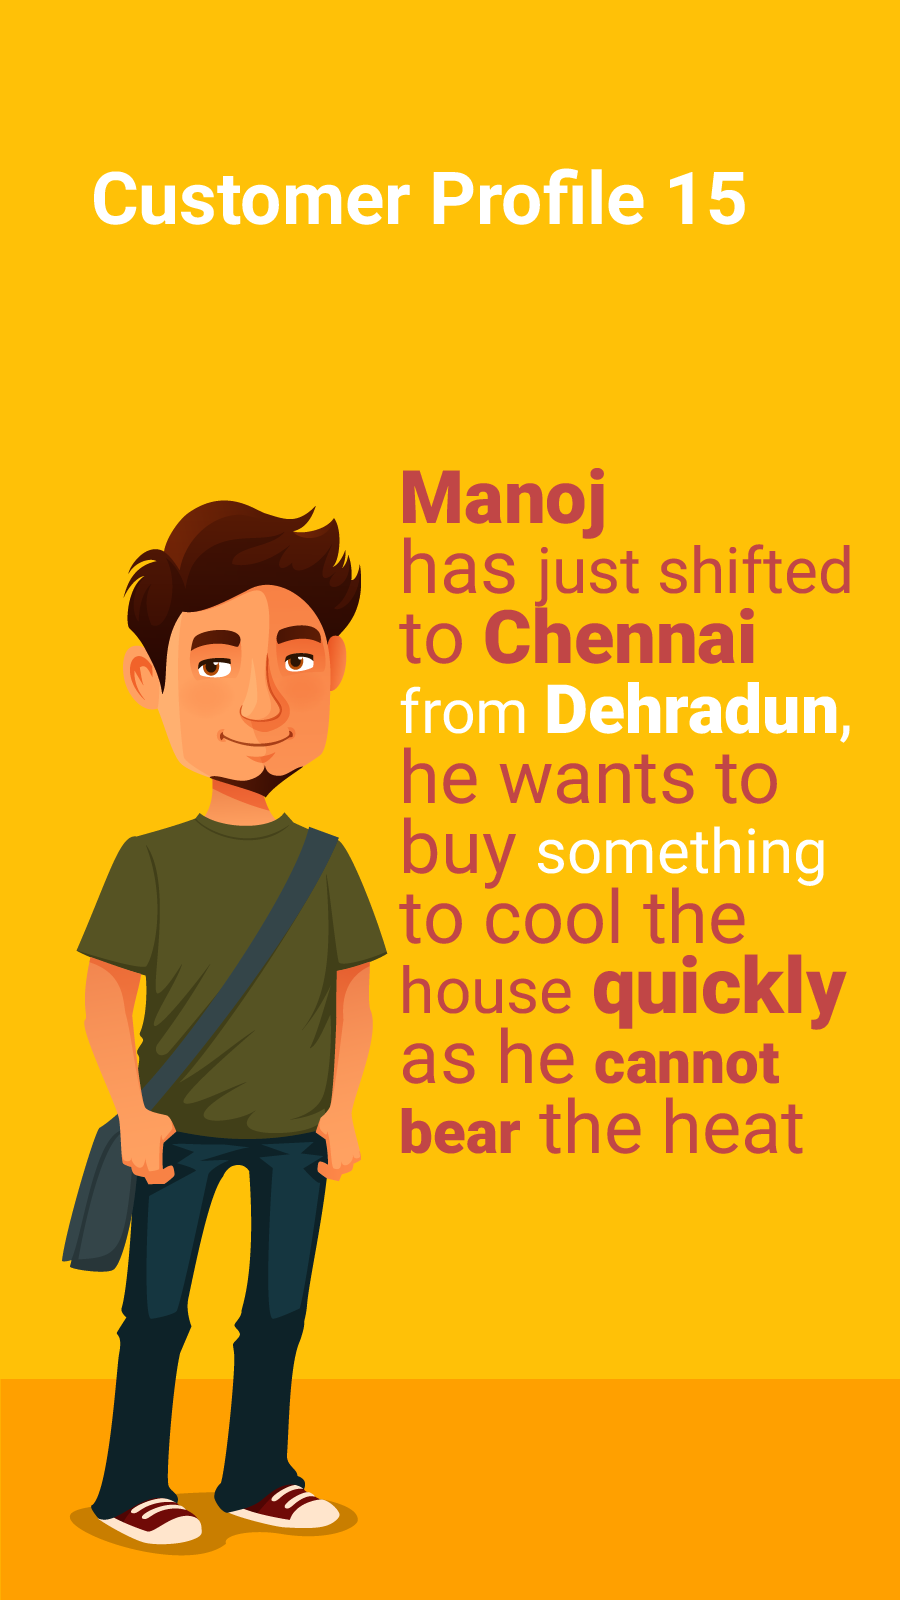 Customer Profile 15
Manoj
has just shifted
to Chennai
from Dehradun,
he wants to
buy something
to cool the
house quickly
as he cannot
bear the heat